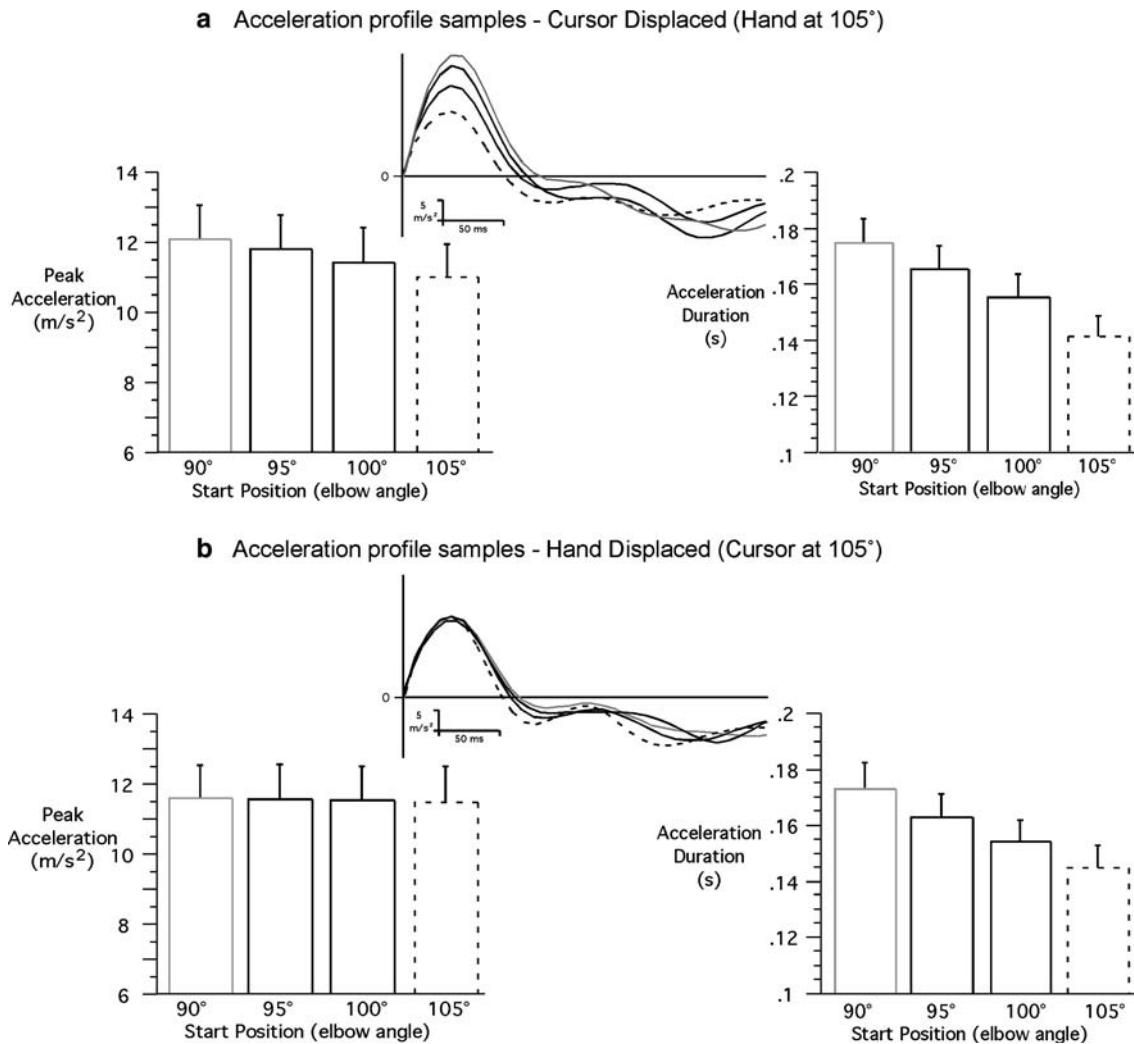 a Acceleration profile samples - Cursor Displaced (Hand at 105˚)
0
5
m/s²
50 ms
14
12
10
8
6
Peak
Acceleration
(m/s²)
90° 95° 100° 105°
Start Position (elbow angle)
.2
.18
.16
.14
.12
.1
Acceleration
Duration
(s)
90° 95° 100° 105°
Start Position (elbow angle)
b Acceleration profile samples - Hand Displaced (Cursor at 105˚)
0
5
m/s²
50 ms
14
12
10
8
6
Peak
Acceleration
(m/s²)
90° 95° 100° 105°
Start Position (elbow angle)
.2
.18
.16
.14
.12
.1
Acceleration
Duration
(s)
90° 95° 100° 105°
Start Position (elbow angle)